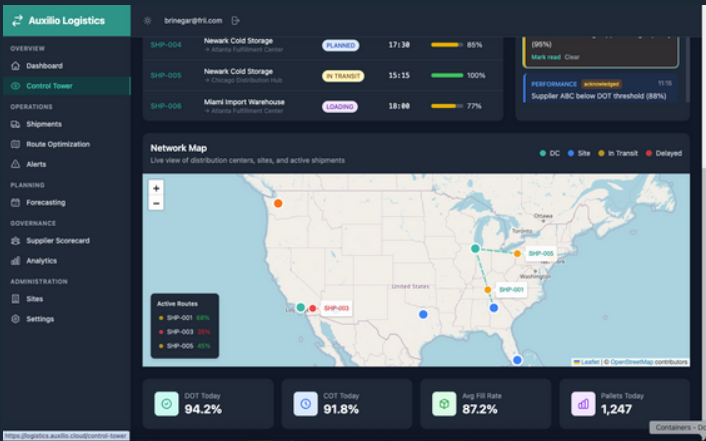 Auxilio Logistics
brinegar@frii.com
OVERVIEW
Dashboard
Control Tower
OPERATIONS
Shipments
Route Optimization
Alerts
PLANNING
Forecasting
GOVERNANCE
Supplier Scorecard
Analytics
ADMINISTRATION
Sites
Settings
SHP-004 Newark Cold Storage PLANNED 17:30 85%
→ Atlanta Fulfillment Center
SHP-005 Newark Cold Storage IN TRANSIT 15:15 100%
→ Chicago Distribution Hub
SHP-006 Miami Import Warehouse LOADING 18:00 77%
→ Atlanta Fulfillment Center
(95%)
Mark read Clear
PERFORMANCE acknowledged 11:15
Supplier ABC below DOT threshold (88%)
Network Map
Live view of distribution centers, sites, and active shipments
DC Site In Transit Delayed
+
−
Ottawa
Toronto
SHP-005
Washington
United States
SHP-001
SHP-003
Active Routes
SHP-001 68%
SHP-003 35%
SHP-005 45%
Leaflet | © OpenStreetMap contributors
DOT Today
94.2%
COT Today
91.8%
Avg Fill Rate
87.2%
Pallets Today
1,247
https://logistics.auxilio.cloud/control-tower
Containers - Do